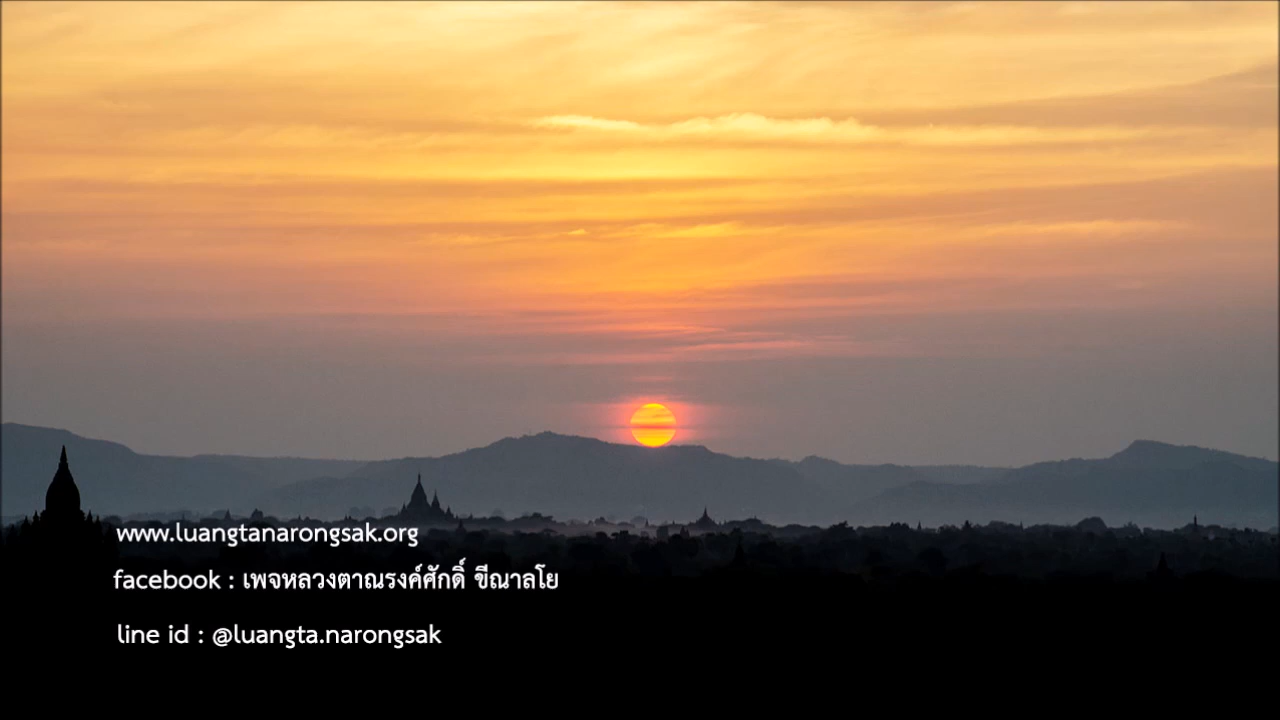 www.luangtanarongsak.org
facebook : เพจหลวงตาณรงค์ศักดิ์ ขีณาลโย
line id : @luangta.narongsak